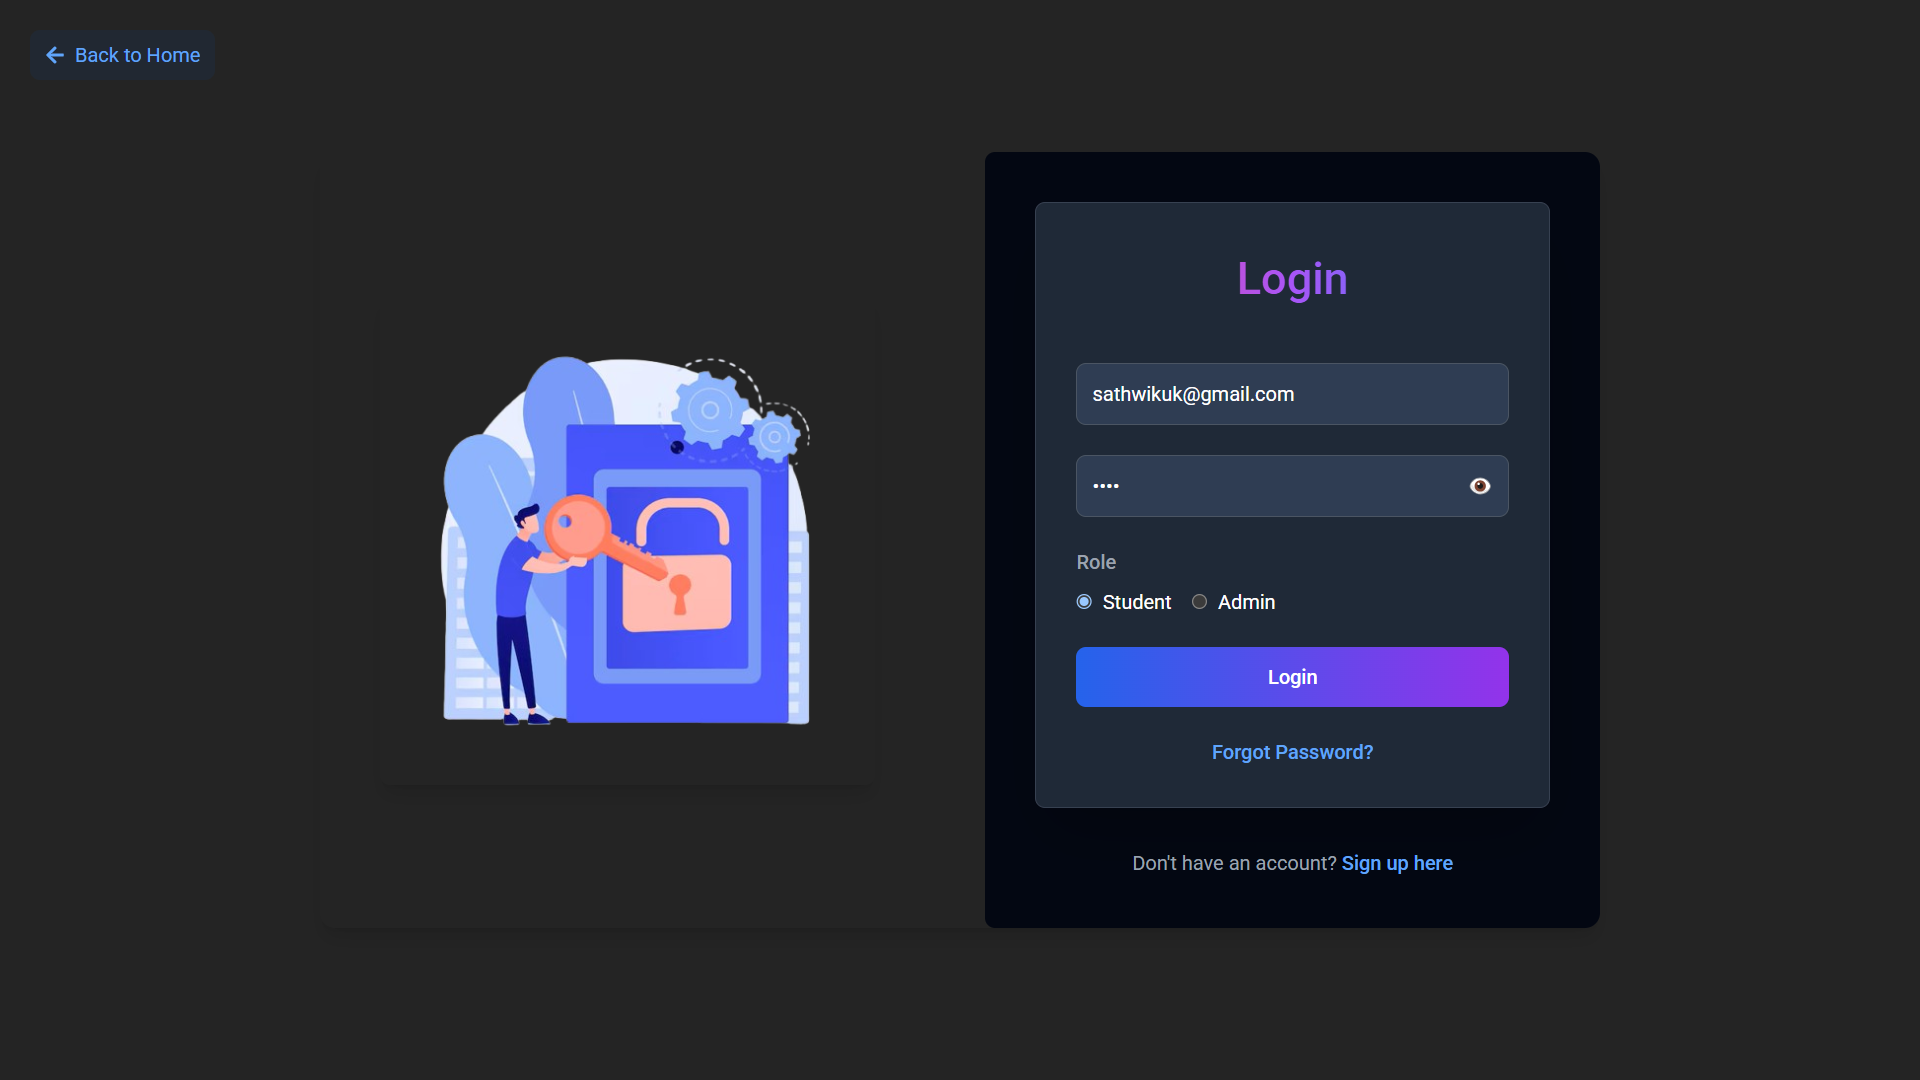 Back to Home
Login
sathwikuk@gmail.com
••••
Role
Student Admin
Login
Forgot Password?
Don't have an account? Sign up here